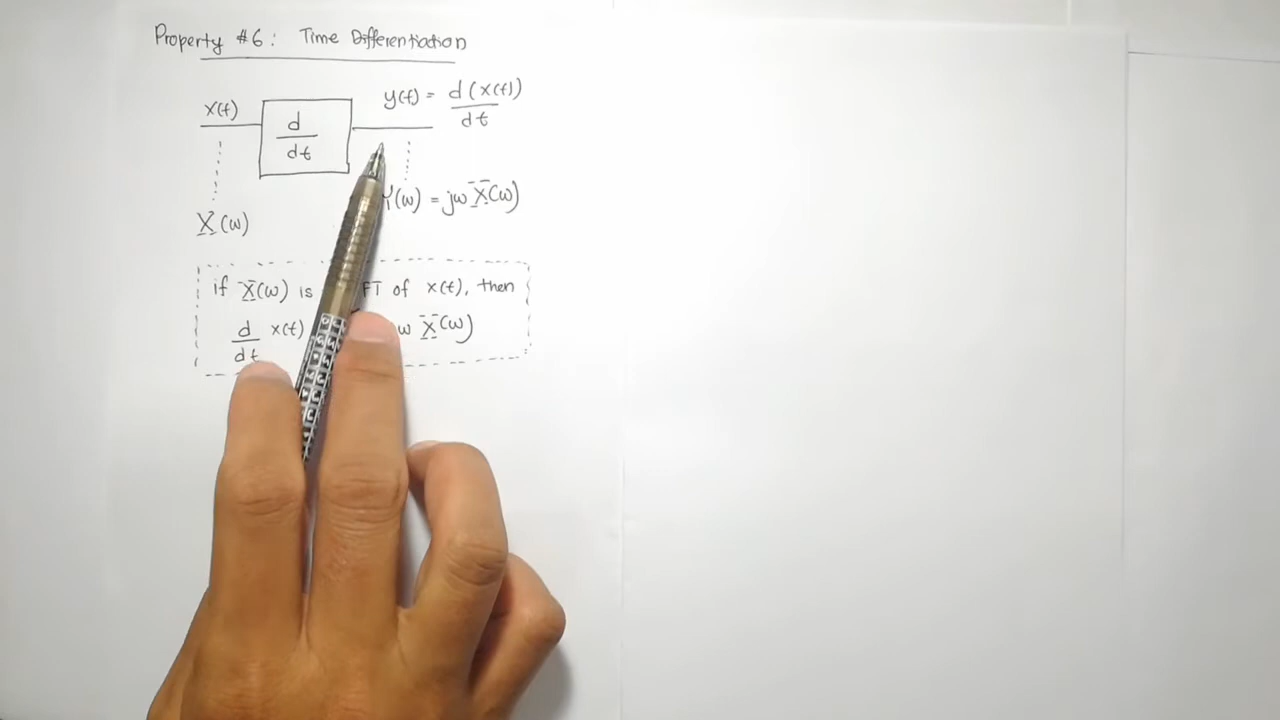 Property #6: Time Differentiation
x(t) d/dt y(t) = d(x(t))/dt
X(ω) Y(ω) = jω X(ω)
if X(ω) is FT of x(t), then
d/dt x(t) ω X(ω)